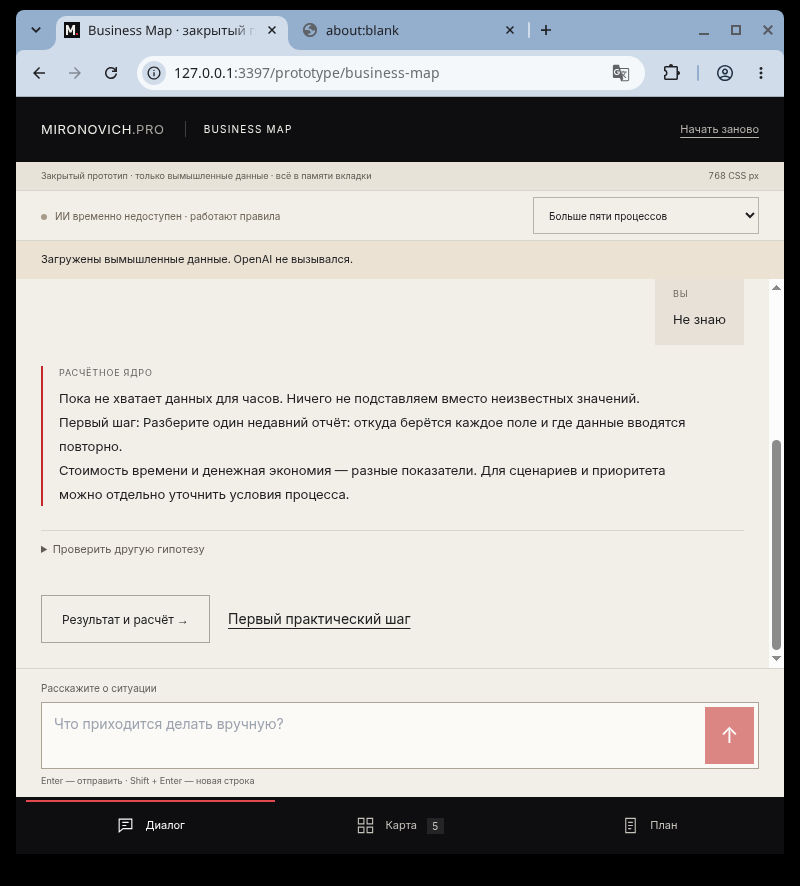 Business Map · закрытый г
about:blank
127.0.0.1:3397/prototype/business-map
MIRONOVICH.PRO
BUSINESS MAP
Начать заново
Закрытый прототип · только вымышленные данные · всё в памяти вкладки
768 CSS px
ИИ временно недоступен · работают правила
Больше пяти процессов
Загружены вымышленные данные. OpenAI не вызывался.
ВЫ
Не знаю
РАСЧЁТНОЕ ЯДРО
Пока не хватает данных для часов. Ничего не подставляем вместо неизвестных значений.
Первый шаг: Разберите один недавний отчёт: откуда берётся каждое поле и где данные вводятся
повторно.
Стоимость времени и денежная экономия — разные показатели. Для сценариев и приоритета
можно отдельно уточнить условия процесса.
Проверить другую гипотезу
Результат и расчёт →
Первый практический шаг
Расскажите о ситуации
Что приходится делать вручную?
Enter — отправить · Shift + Enter — новая строка
Диалог
Карта 5
План